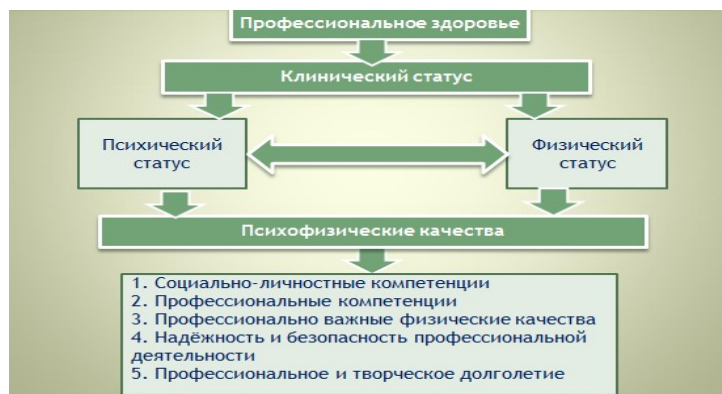 Профессиональное здоровье
Клинический статус
Психический
статус
Физический
статус
Психофизические качества
1. Социально-личностные компетенции
2. Профессиональные компетенции
3. Профессионально важные физические качества
4. Надёжность и безопасность профессиональной
деятельности
5. Профессиональное и творческое долголетие